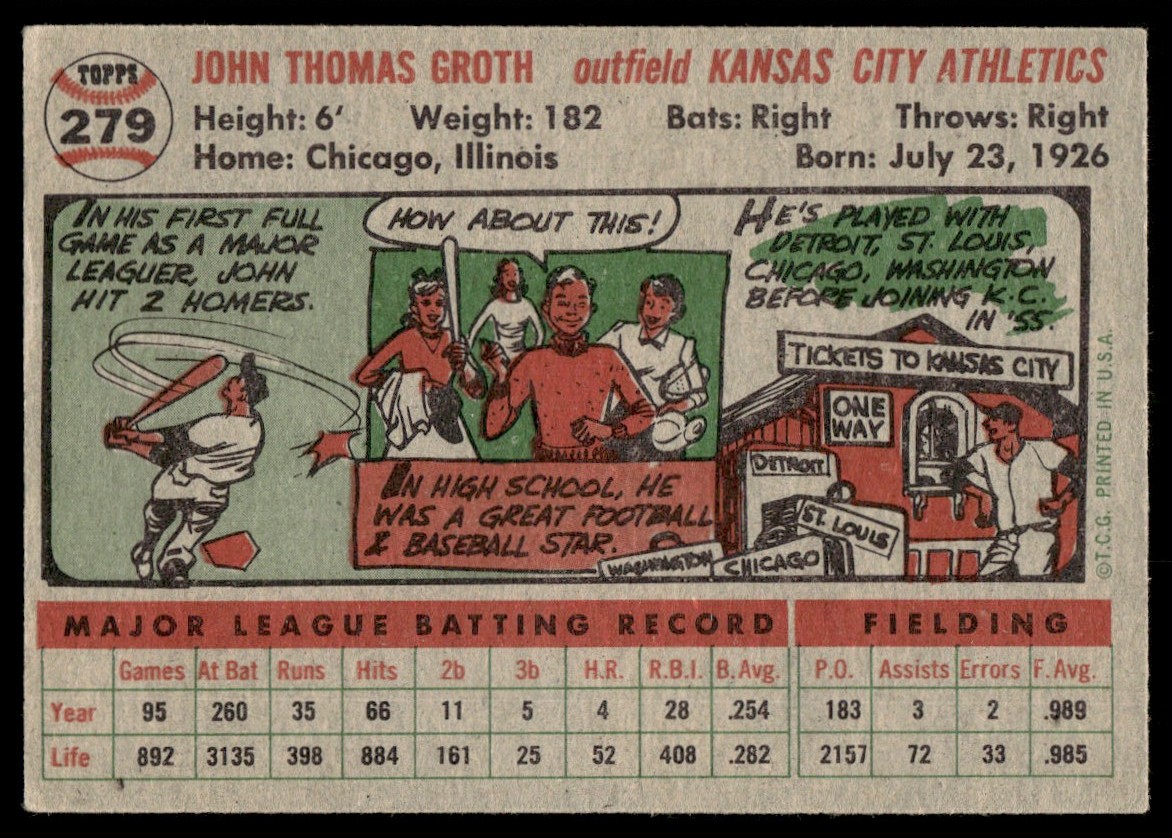 TOPPS
279
JOHN THOMAS GROTH outfield KANSAS CITY ATHLETICS
Height: 6' Weight: 182 Bats: Right Throws: Right
Home: Chicago, Illinois Born: July 23, 1926
IN HIS FIRST FULL
GAME AS A MAJOR
LEAGUER, JOHN
HIT 2 HOMERS.
HOW ABOUT THIS!
IN HIGH SCHOOL, HE
WAS A GREAT FOOTBALL
& BASEBALL STAR.
HE'S PLAYED WITH
DETROIT, ST. LOUIS,
CHICAGO, WASHINGTON
BEFORE JOINING K.C.
IN '55.
TICKETS TO KANSAS CITY
ONE
WAY
DETROIT
ST. LOUIS
WASHINGTON
CHICAGO
©T.C.G. PRINTED IN U.S.A.
MAJOR LEAGUE BATTING RECORD FIELDING
Games At Bat Runs Hits 2b 3b H.R. R.B.I. B. Avg. P.O. Assists Errors F. Avg.
Year 95 260 35 66 11 5 4 28 .254 183 3 2 .989
Life 892 3135 398 884 161 25 52 408 .282 2157 72 33 .985